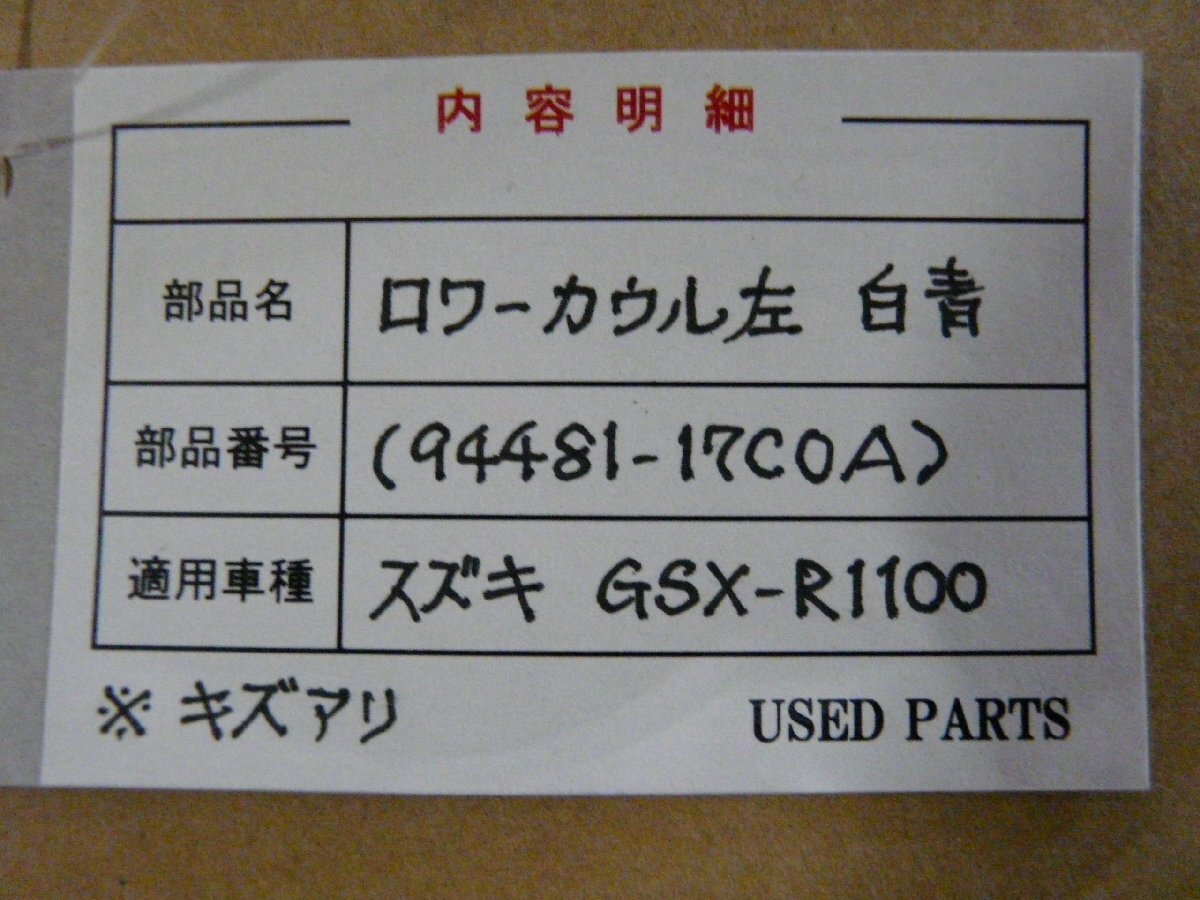 内容明細
部品名 ロワーカウル左 白青
部品番号 (94481-17C0A)
適用車種 スズキ GSX-R1100
※ キズアリ USED PARTS